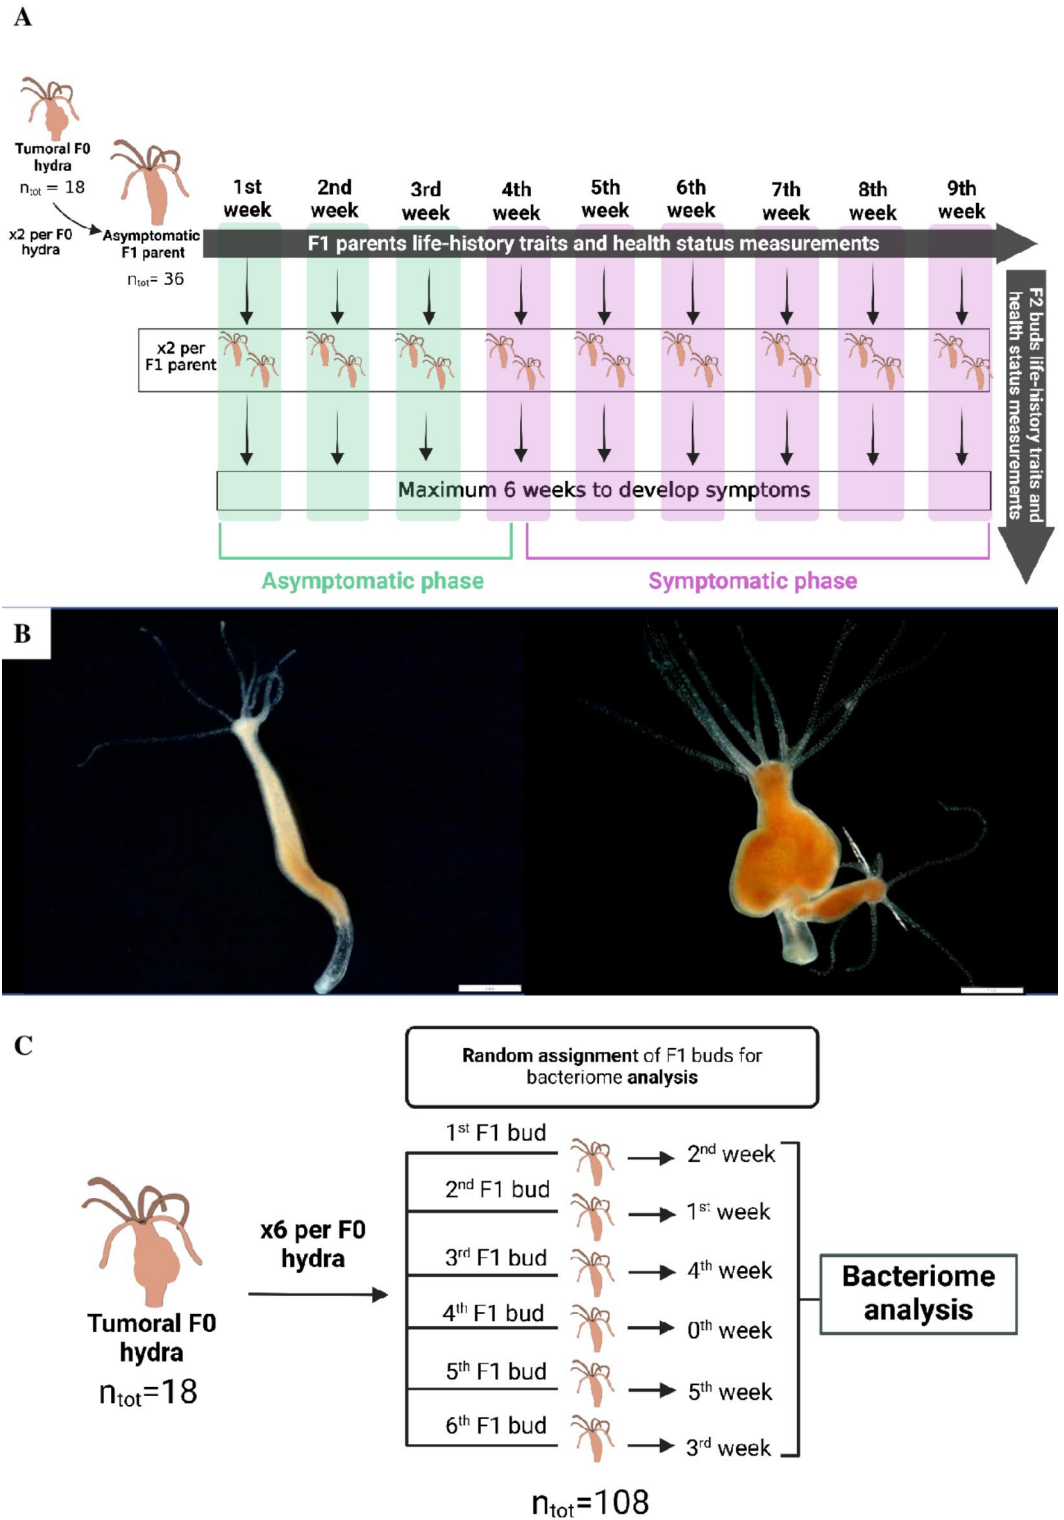 A
Tumoral F0
hydra
n_tot = 18
x2 per F0
hydra
Asymptomatic
F1 parent
n_tot= 36
1st
week
2nd
week
3rd
week
4th
week
5th
week
6th
week
7th
week
8th
week
9th
week
F1 parents life-history traits and health status measurements
x2 per
F1 parent
F2 buds life-history traits and
health status measurements
Maximum 6 weeks to develop symptoms
Asymptomatic phase
Symptomatic phase
B
C
Random assignment of F1 buds for
bacteriome analysis
Tumoral F0
hydra
n_tot=18
x6 per F0
hydra
1st F1 bud
2nd week
2nd F1 bud
1st week
3rd F1 bud
4th week
4th F1 bud
0th week
5th F1 bud
5th week
6th F1 bud
3rd week
n_tot=108
Bacteriome
analysis